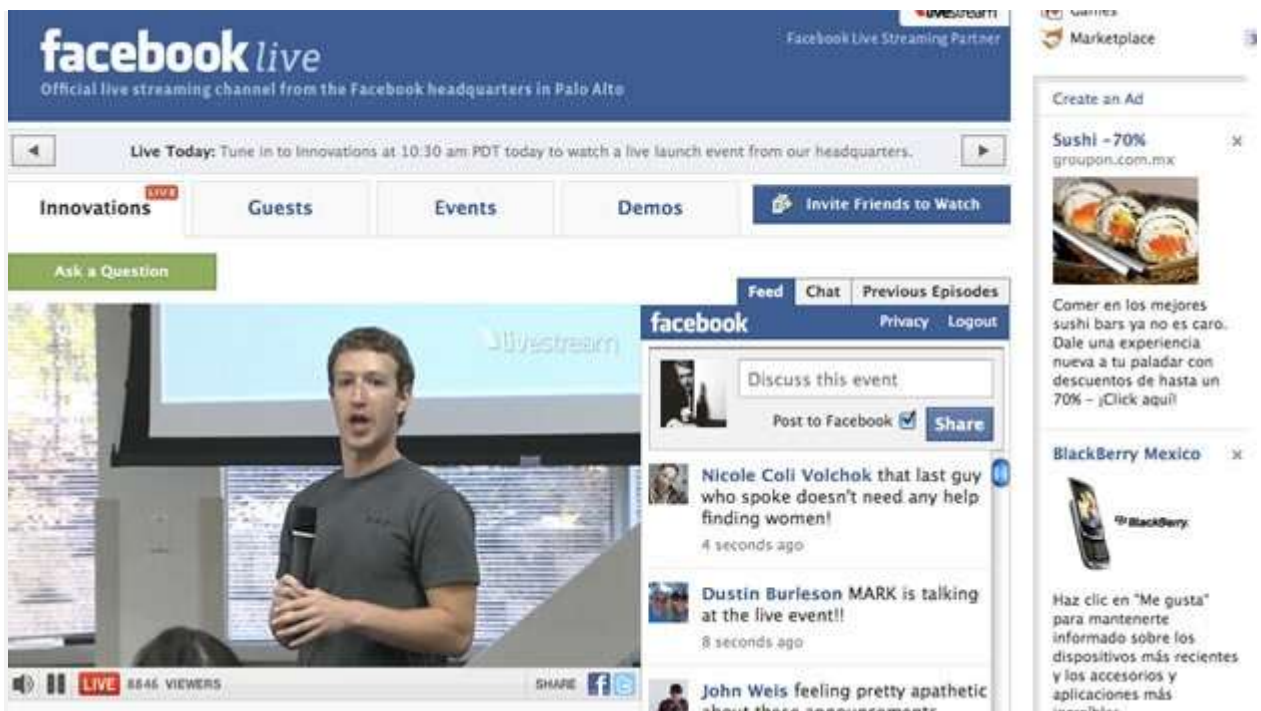 livestream
facebook live
Facebook Live Streaming Partner
Official live streaming channel from the Facebook headquarters in Palo Alto
Live Today: Tune in to Innovations at 10:30 am PDT today to watch a live launch event from our headquarters.
LIVE
Innovations
Guests
Events
Demos
Invite Friends to Watch
Ask a Question
Feed
Chat
Previous Episodes
livestream
facebook
Privacy
Logout
Discuss this event
Post to Facebook
Share
Nicole Coli Volchok that last guy
who spoke doesn't need any help
finding women!
4 seconds ago
Dustin Burleson MARK is talking
at the live event!!
8 seconds ago
John Weis feeling pretty apathetic
about these announcements
LIVE
8846 VIEWERS
SHARE
Games
Marketplace
3
Create an Ad
Sushi -70%
groupon.com.mx
Comer en los mejores
sushi bars ya no es caro.
Dale una experiencia
nueva a tu paladar con
descuentos de hasta un
70% - ¡Click aquí!
BlackBerry Mexico
BlackBerry
Haz clic en "Me gusta"
para mantenerte
informado sobre los
dispositivos más recientes
y los accesorios y
aplicaciones más